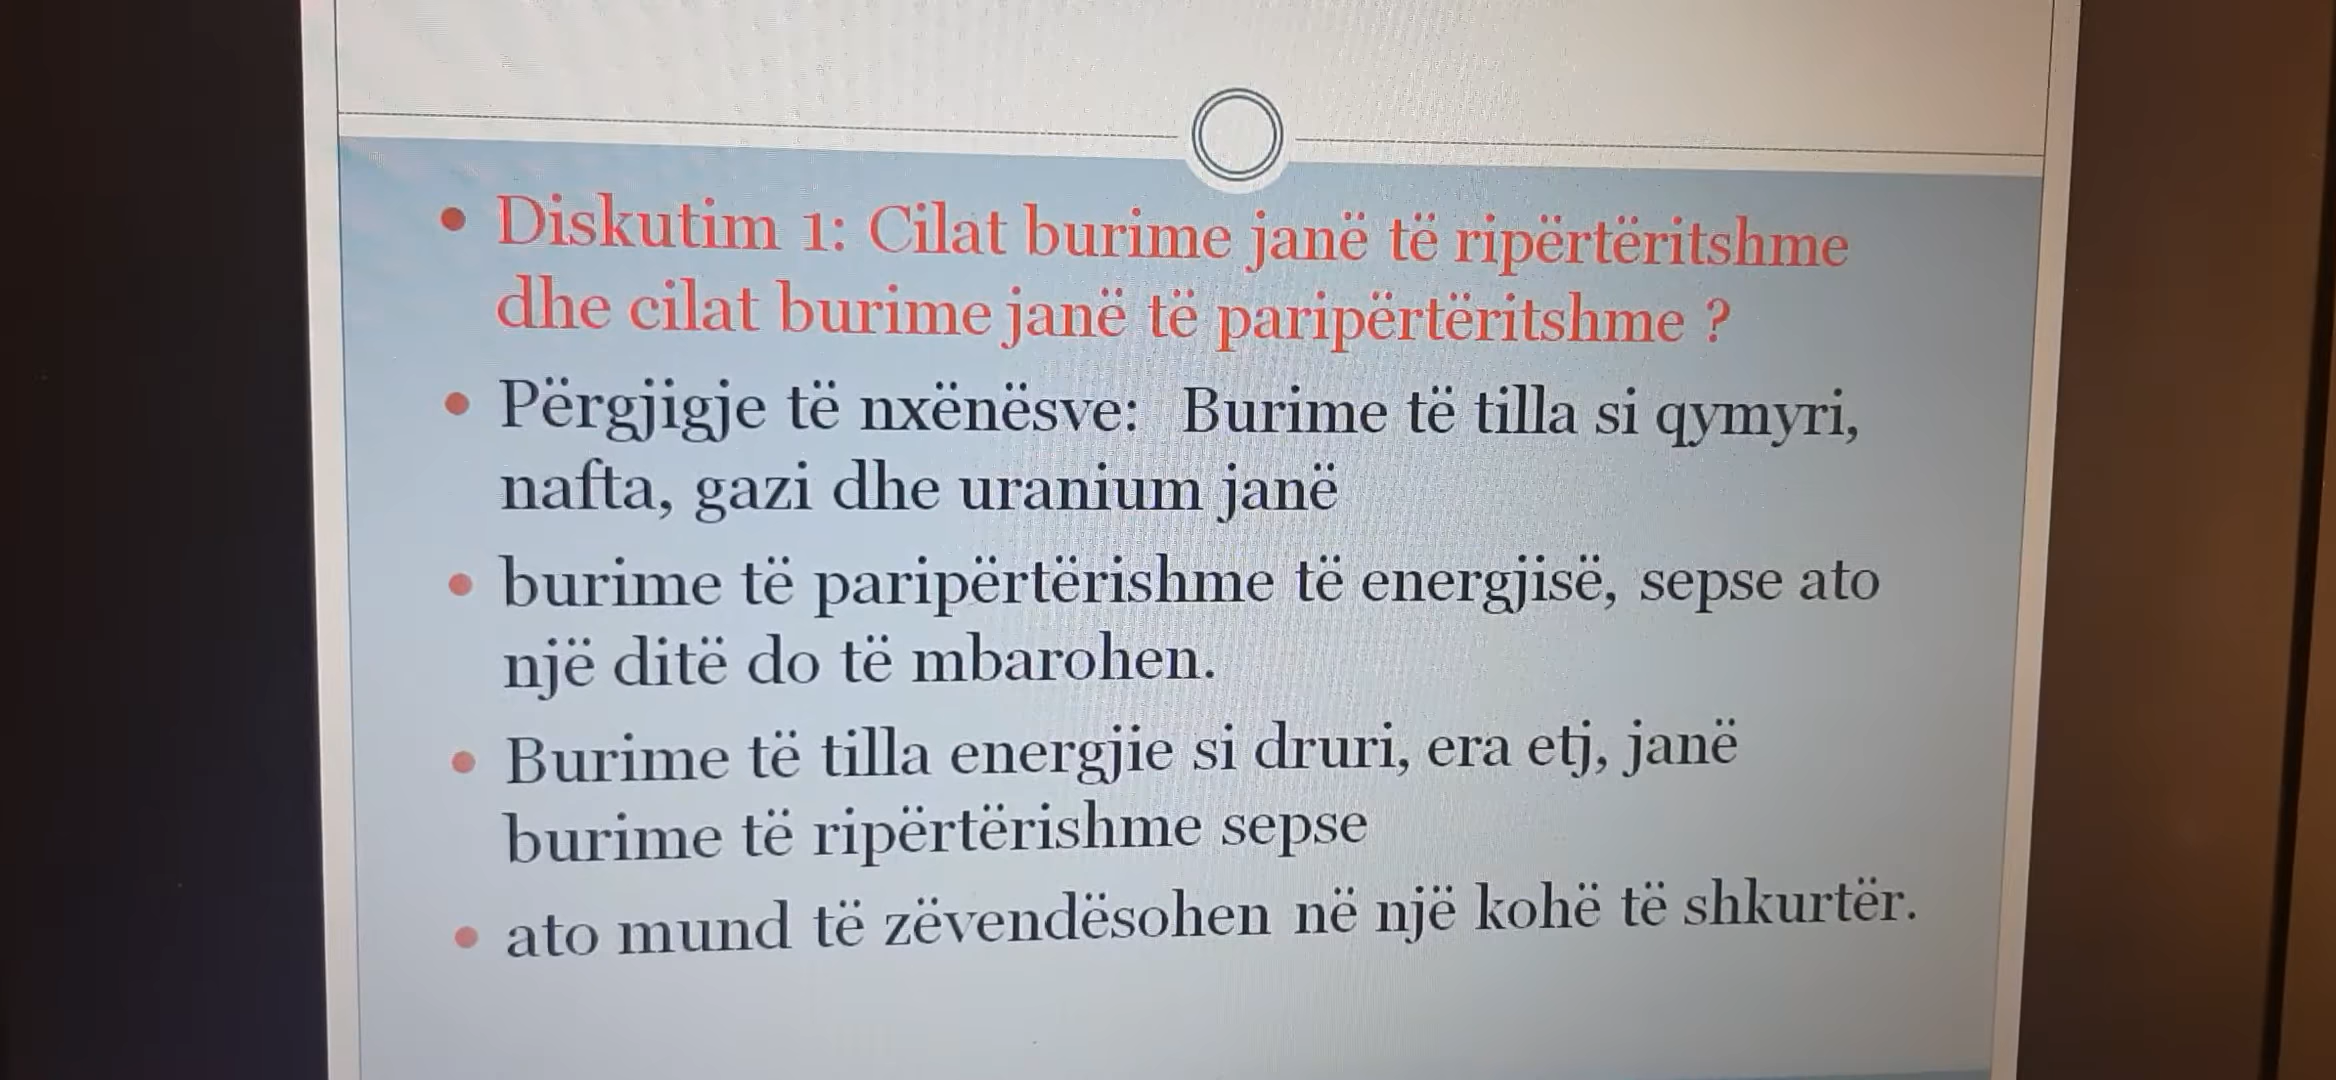 • Diskutim 1: Cilat burime janë të ripërtëritshme
dhe cilat burime janë të paripërtëritshme ?
• Përgjigje të nxënësve: Burime të tilla si qymyri,
nafta, gazi dhe uranium janë
• burime të paripërtërishme të energjisë, sepse ato
një ditë do të mbarohen.
• Burime të tilla energjie si druri, era etj, janë
burime të ripërtërishme sepse
• ato mund të zëvendësohen në një kohë të shkurtër.